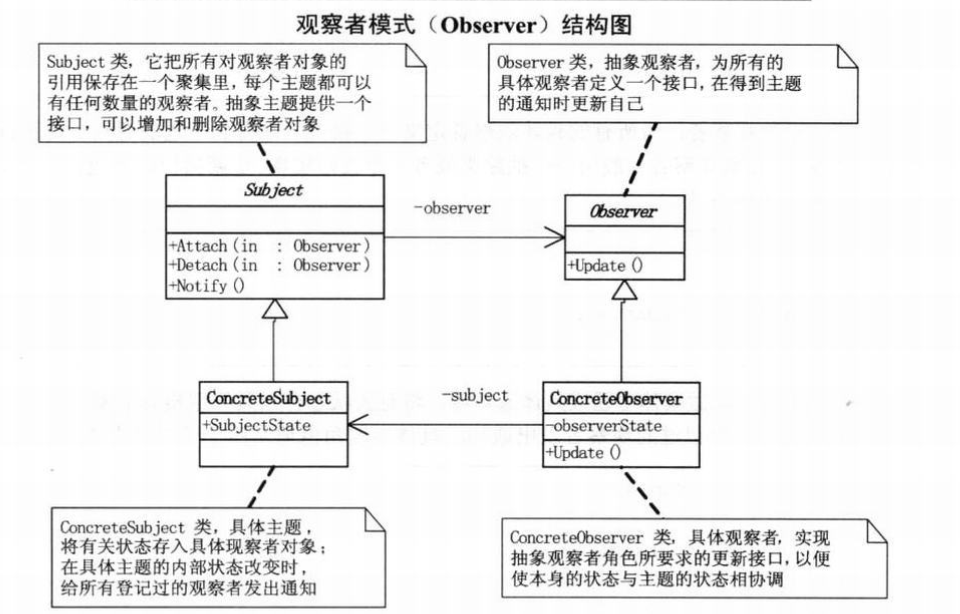 观察者模式（Observer）结构图
Subject 类，它把所有对观察者对象的
引用保存在一个聚集里，每个主题都可以
有任何数量的观察者。抽象主题提供一个
接口，可以增加和删除观察者对象
Observer 类，抽象观察者，为所有的
具体观察者定义一个接口，在得到主题
的通知时更新自己
Subject
+Attach(in : Observer)
+Detach(in : Observer)
+Notify()
-observer
Observer
+Update()
ConcreteSubject
+SubjectState
-subject
ConcreteObserver
-observerState
+Update()
ConcreteSubject 类，具体主题，
将有关状态存入具体现察者对象；
在具体主题的内部状态改变时，
给所有登记过的观察者发出通知
ConcreteObserver 类，具体观察者，实现
抽象观察者角色所要求的更新接口，以便
使本身的状态与主题的状态相协调